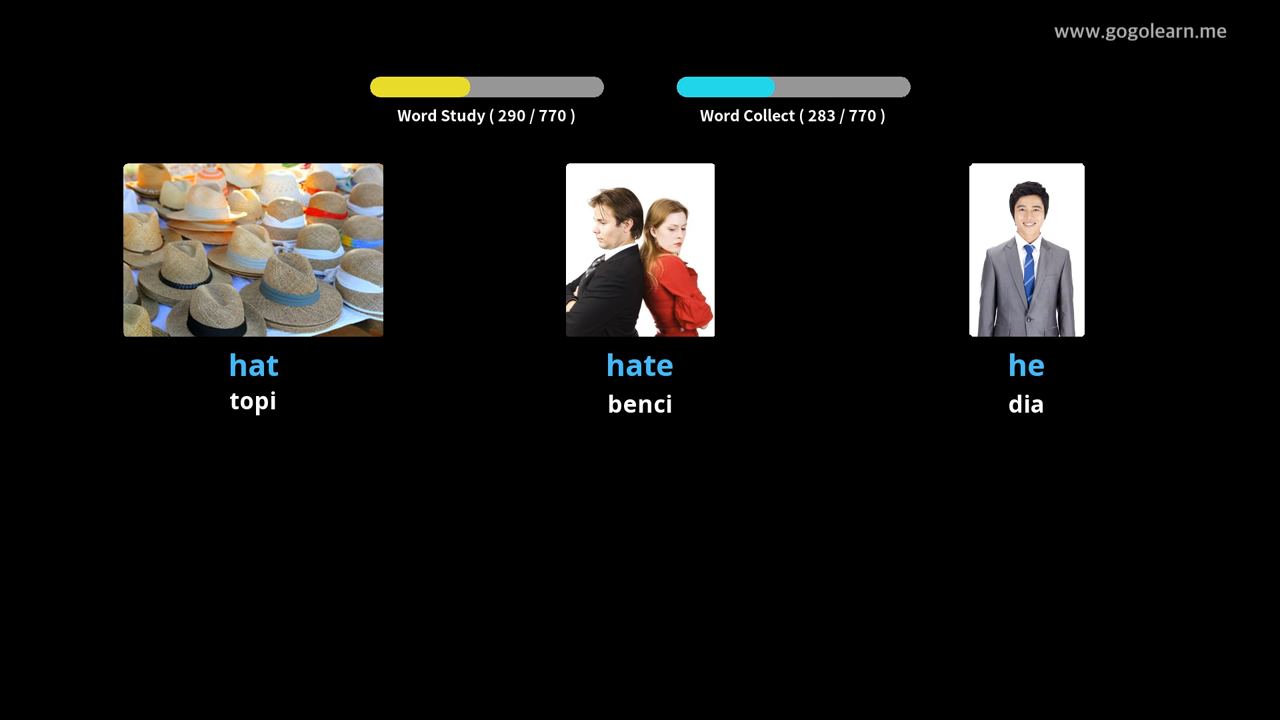 www.gogolearn.me
Word Study ( 290 / 770 )
Word Collect ( 283 / 770 )
hat
topi
hate
benci
he
dia